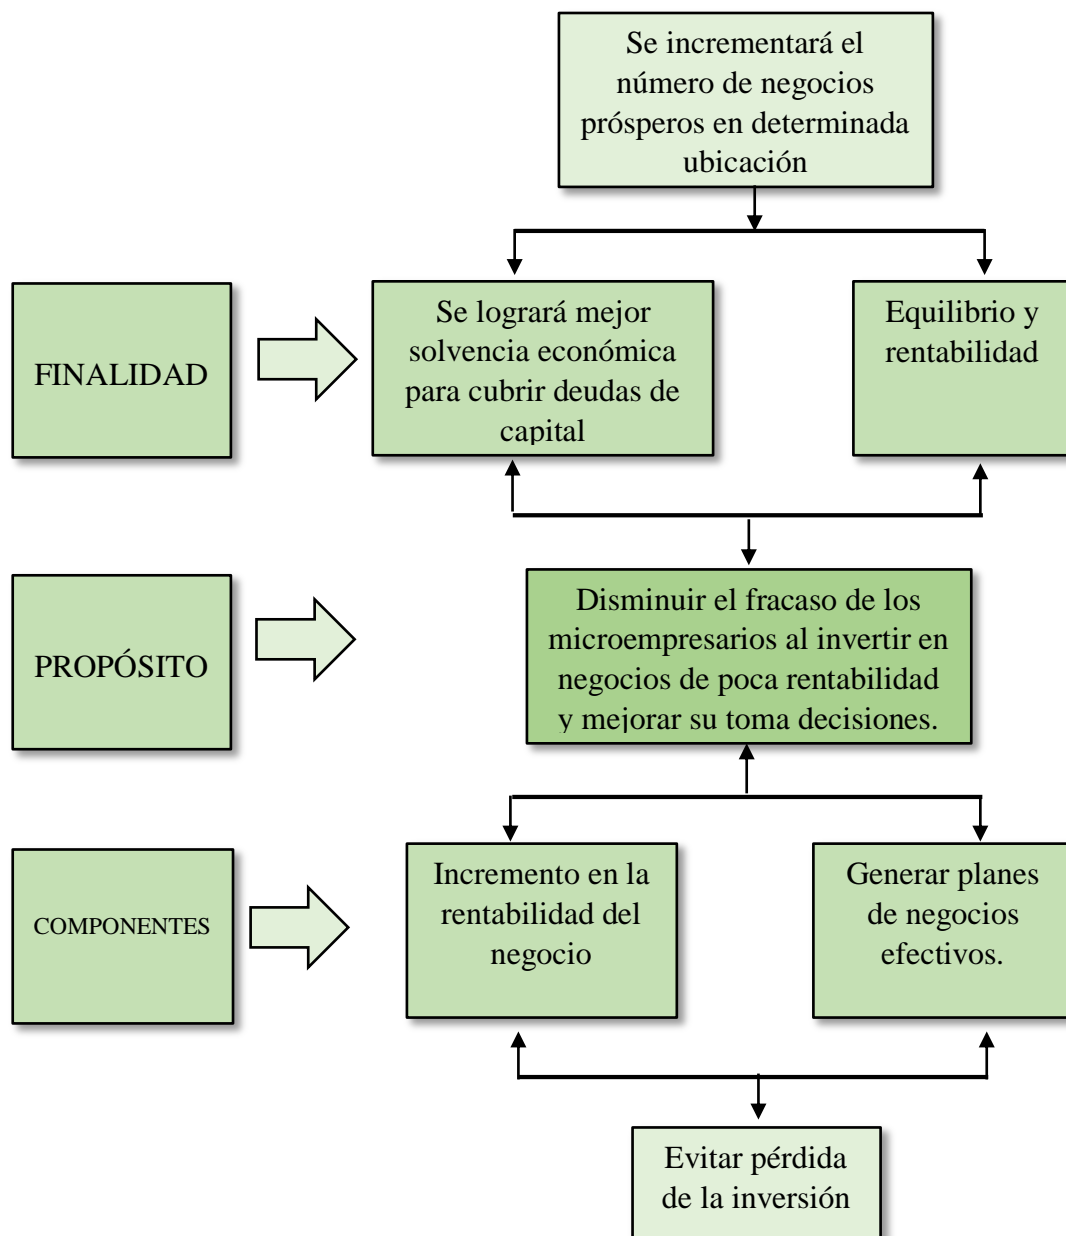 Se incrementará el
número de negocios
prósperos en determinada
ubicación
FINALIDAD
Se logrará mejor
solvencia económica
para cubrir deudas de
capital
Equilibrio y
rentabilidad
PROPÓSITO
Disminuir el fracaso de los
microempresarios al invertir en
negocios de poca rentabilidad
y mejorar su toma decisiones.
COMPONENTES
Incremento en la
rentabilidad del
negocio
Generar planes
de negocios
efectivos.
Evitar pérdida
de la inversión